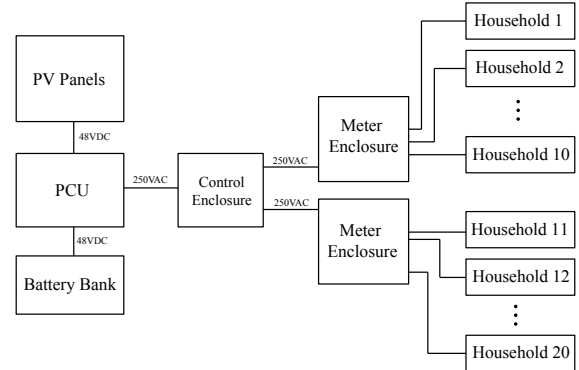 PV Panels
48VDC
PCU
48VDC
Battery Bank
250VAC
Control
Enclosure
250VAC
250VAC
Meter
Enclosure
Meter
Enclosure
Household 1
Household 2
Household 10
Household 11
Household 12
Household 20